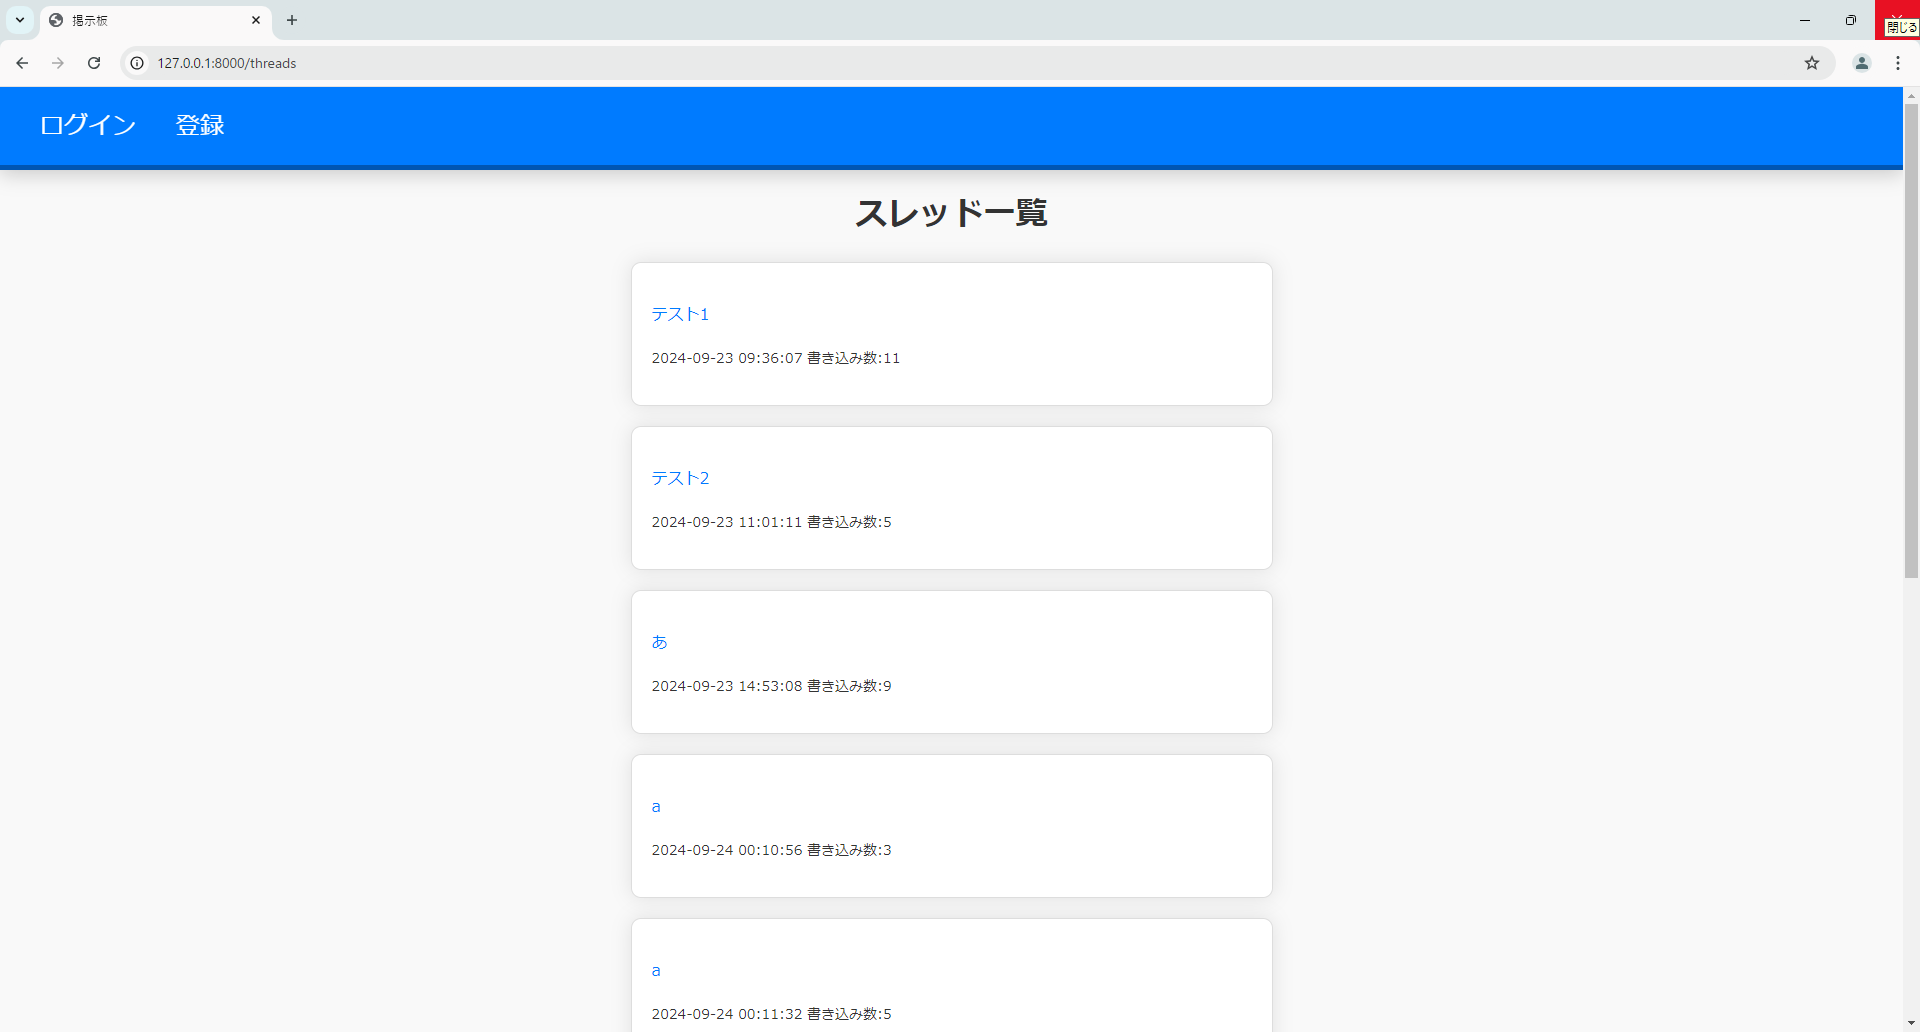 掲示板
閉じる
127.0.0.1:8000/threads
ログイン 登録
スレッド一覧
テスト1
2024-09-23 09:36:07 書き込み数:11
テスト2
2024-09-23 11:01:11 書き込み数:5
あ
2024-09-23 14:53:08 書き込み数:9
a
2024-09-24 00:10:56 書き込み数:3
a
2024-09-24 00:11:32 書き込み数:5